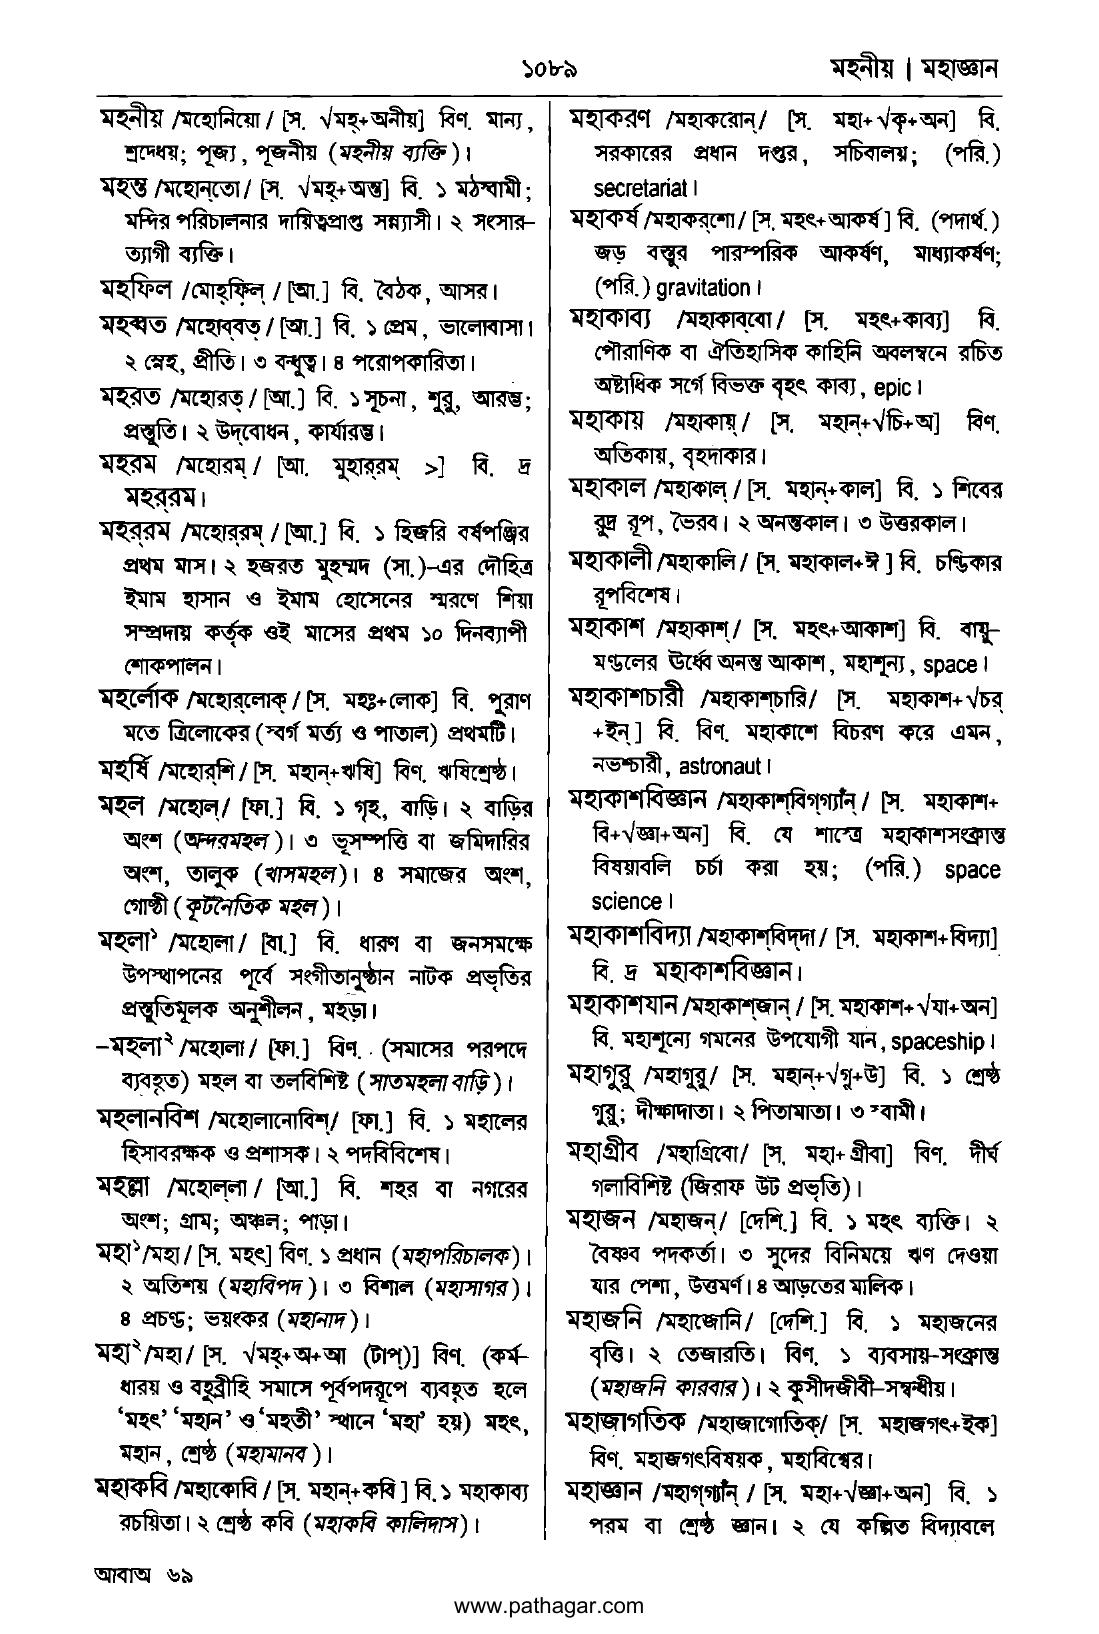 ১০৮৯
মহনীয় | মহাজ্ঞান
মহনীয় /মহোনিয়ো/ [স. √মহ্+অনীয়] বিণ. মান্য,
শ্রদ্ধেয়; পূজ্য, পূজনীয় (মহনীয় ব্যক্তি)।
মহন্ত /মহোন্‌তো/ [স. √মহ্+অন্ত] বি. ১ মঠস্বামী;
মন্দির পরিচালনার দায়িত্বপ্রাপ্ত সন্ন্যাসী। ২ সংসার–
ত্যাগী ব্যক্তি।
মহফিল /মোহ্‌ফিল্/ [আ.] বি. বৈঠক, আসর।
মহব্বত /মহোব্‌বত্/ [আ.] বি. ১ প্রেম, ভালোবাসা।
২ স্নেহ, প্রীতি। ৩ বন্ধুত্ব। ৪ পরোপকারিতা।
মহরত /মহোরত্/ [আ.] বি. ১ সূচনা, শুরু, আরম্ভ;
প্রস্তুতি। ২ উদ্‌বোধন, কার্যারম্ভ।
মহরম /মহোরম্/ [আ. মুহার্‌রম্ >] বি. দ্র
মহর্‌রম।
মহর্‌রম /মহোর্‌রম্/ [আ.] বি. ১ হিজরি বর্ষপঞ্জির
প্রথম মাস। ২ হজরত মুহম্মদ (সা.)–এর দৌহিত্র
ইমাম হাসান ও ইমাম হোসেনের স্মরণে শিয়া
সম্প্রদায় কর্তৃক ওই মাসের প্রথম ১০ দিনব্যাপী
শোকপালন।
মহর্লোক /মহোর্‌লোক্/ [স. মহঃ+লোক] বি. পুরাণ
মতে ত্রিলোকের (স্বর্গ মর্ত্য ও পাতাল) প্রথমটি।
মহর্ষি /মহোর্‌শি/ [স. মহান্+ঋষি] বিণ. ঋষিশ্রেষ্ঠ।
মহল /মহোল্/ [ফা.] বি. ১ গৃহ, বাড়ি। ২ বাড়ির
অংশ (অন্দরমহল)। ৩ ভূসম্পত্তি বা জমিদারির
অংশ, তালুক (খাসমহল)। ৪ সমাজের অংশ,
গোষ্ঠী (কূটনৈতিক মহল)।
মহলা১ /মহোলা/ [বা.] বি. ধারণ বা জনসমক্ষে
উপস্থাপনের পূর্বে সংগীতানুষ্ঠান নাটক প্রভৃতির
প্রস্তুতিমূলক অনুশীলন, মহড়া।
–মহলা২ /মহোলা/ [ফা.] বিণ. (সমাসের পরপদে
ব্যবহৃত) মহল বা তলবিশিষ্ট (সাতমহলা বাড়ি)।
মহলানবিশ /মহোলানোবিশ্/ [ফা.] বি. ১ মহালের
হিসাবরক্ষক ও প্রশাসক। ২ পদবিবিশেষ।
মহল্লা /মহোল্‌লা/ [আ.] বি. শহর বা নগরের
অংশ; গ্রাম; অঞ্চল; পাড়া।
মহা১ /মহা/ [স. মহৎ] বিণ. ১ প্রধান (মহাপরিচালক)।
২ অতিশয় (মহাবিপদ)। ৩ বিশাল (মহাসাগর)।
৪ প্রচণ্ড; ভয়ংকর (মহানাদ)।
মহা২ /মহা/ [স. √মহ্+অ+আ (টাপ্)] বিণ. (কর্ম–
ধারয় ও বহুব্রীহি সমাসে পূর্বপদরূপে ব্যবহৃত হলে
‘মহৎ’ ‘মহান’ ও ‘মহতী’ স্থানে ‘মহা’ হয়) মহৎ,
মহান, শ্রেষ্ঠ (মহামানব)।
মহাকবি /মহাকোবি/ [স. মহান্+কবি] বি. ১ মহাকাব্য
রচয়িতা। ২ শ্রেষ্ঠ কবি (মহাকবি কালিদাস)।
মহাকরণ /মহাকরোন্/ [স. মহা+√কৃ+অন] বি.
সরকারের প্রধান দপ্তর, সচিবালয়; (পরি.)
secretariat।
মহাকর্ষ /মহাকর্‌শো/ [স. মহৎ+আকর্ষ] বি. (পদার্থ.)
জড় বস্তুর পারস্পরিক আকর্ষণ, মাধ্যাকর্ষণ;
(পরি.) gravitation।
মহাকাব্য /মহাকাব্‌বো/ [স. মহৎ+কাব্য] বি.
পৌরাণিক বা ঐতিহাসিক কাহিনি অবলম্বনে রচিত
অষ্টাধিক সর্গে বিভক্ত বৃহৎ কাব্য, epic।
মহাকায় /মহাকায়্/ [স. মহান্+√চি+অ] বিণ.
অতিকায়, বৃহদাকার।
মহাকাল /মহাকাল্/ [স. মহান্+কাল] বি. ১ শিবের
রুদ্র রূপ, ভৈরব। ২ অনন্তকাল। ৩ উত্তরকাল।
মহাকালী /মহাকালি/ [স. মহাকাল+ঈ] বি. চণ্ডিকার
রূপবিশেষ।
মহাকাশ /মহাকাশ্/ [স. মহৎ+আকাশ] বি. বায়ু–
মণ্ডলের ঊর্ধ্বে অনন্ত আকাশ, মহাশূন্য, space।
মহাকাশচারী /মহাকাশ্‌চারি/ [স. মহাকাশ+√চর্
+ইন্] বি. বিণ. মহাকাশে বিচরণ করে এমন,
নভশ্চারী, astronaut।
মহাকাশবিজ্ঞান /মহাকাশ্‌বিগ্‌গ্যাঁন্/ [স. মহাকাশ+
বি+√জ্ঞা+অন] বি. যে শাস্ত্রে মহাকাশসংক্রান্ত
বিষয়াবলি চর্চা করা হয়; (পরি.) space
science।
মহাকাশবিদ্যা /মহাকাশ্‌বিদ্‌দা/ [স. মহাকাশ+বিদ্যা]
বি. দ্র মহাকাশবিজ্ঞান।
মহাকাশযান /মহাকাশ্‌জান্/ [স. মহাকাশ+√যা+অন]
বি. মহাশূন্যে গমনের উপযোগী যান, spaceship।
মহাগুরু /মহাগুরু/ [স. মহান্+√গৄ+উ] বি. ১ শ্রেষ্ঠ
গুরু; দীক্ষাদাতা। ২ পিতামাতা। ৩ স্বামী।
মহাগ্রীব /মহাগ্রিবো/ [স. মহা+গ্রীবা] বিণ. দীর্ঘ
গলাবিশিষ্ট (জিরাফ উট প্রভৃতি)।
মহাজন /মহাজন্/ [দেশি.] বি. ১ মহৎ ব্যক্তি। ২
বৈষ্ণব পদকর্তা। ৩ সুদের বিনিময়ে ঋণ দেওয়া
যার পেশা, উত্তমর্ণ। ৪ আড়তের মালিক।
মহাজনি /মহাজোনি/ [দেশি.] বি. ১ মহাজনের
বৃত্তি। ২ তেজারতি। বিণ. ১ ব্যবসায়–সংক্রান্ত
(মহাজনি কারবার)। ২ কুসীদজীবী–সম্বন্ধীয়।
মহাজাগতিক /মহাজাগোতিক্/ [স. মহাজগৎ+ইক]
বিণ. মহাজগৎবিষয়ক, মহাবিশ্বের।
মহাজ্ঞান /মহাগ্‌গ্যাঁন্/ [স. মহা+√জ্ঞা+অন] বি. ১
পরম বা শ্রেষ্ঠ জ্ঞান। ২ যে কল্পিত বিদ্যাবলে
আবাঅ ৬৯
www.pathagar.com